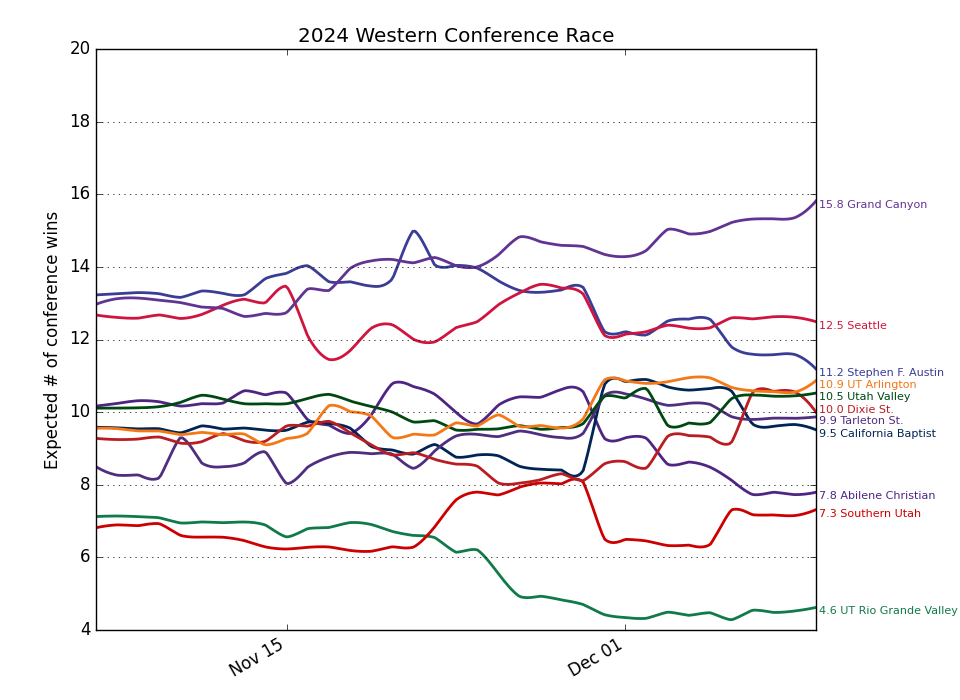 2024 Western Conference Race
Expected # of conference wins
20
18
16
14
12
10
8
6
4
Nov 15
Dec 01
15.8 Grand Canyon
12.5 Seattle
11.2 Stephen F. Austin
10.9 UT Arlington
10.5 Utah Valley
10.0 Dixie St.
9.9 Tarleton St.
9.5 California Baptist
7.8 Abilene Christian
7.3 Southern Utah
4.6 UT Rio Grande Valley